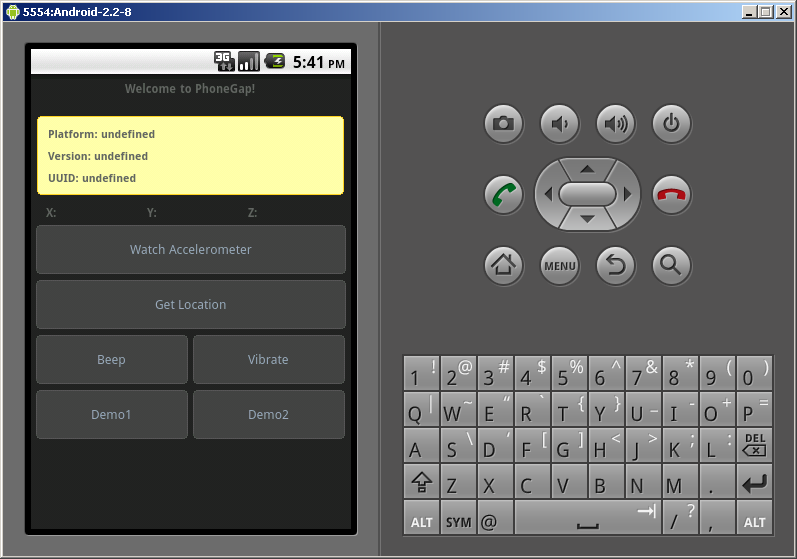 5554:Android-2.2-8
3G 5:41 PM
Welcome to PhoneGap!
Platform: undefined
Version: undefined
UUID: undefined
X: Y: Z:
Watch Accelerometer
Get Location
Beep Vibrate
Demo1 Demo2
MENU
1 ! 2 @ 3 # 4 $ 5 % 6 ^ 7 & 8 * 9 ( 0 )
Q | W ~ E “ R ` T { Y } U _ I - O + P =
A S \ D ‘ F [ G ] H < J > K ; L : DEL
Z X C V B N M .
ALT SYM @ / ? , ALT